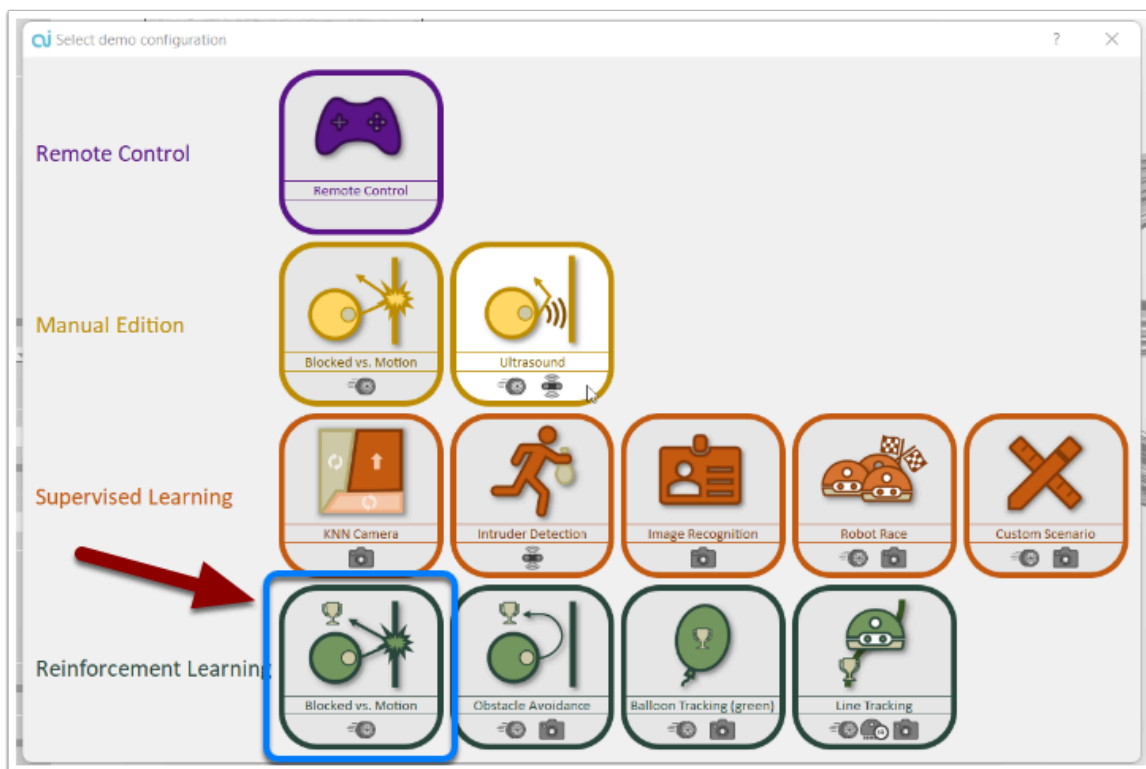 Select demo configuration
?
Remote Control
Remote Control
Manual Edition
Blocked vs. Motion
Ultrasound
Supervised Learning
KNN Camera
Intruder Detection
Image Recognition
Robot Race
Custom Scenario
Reinforcement Learning
Blocked vs. Motion
Obstacle Avoidance
Balloon Tracking (green)
Line Tracking